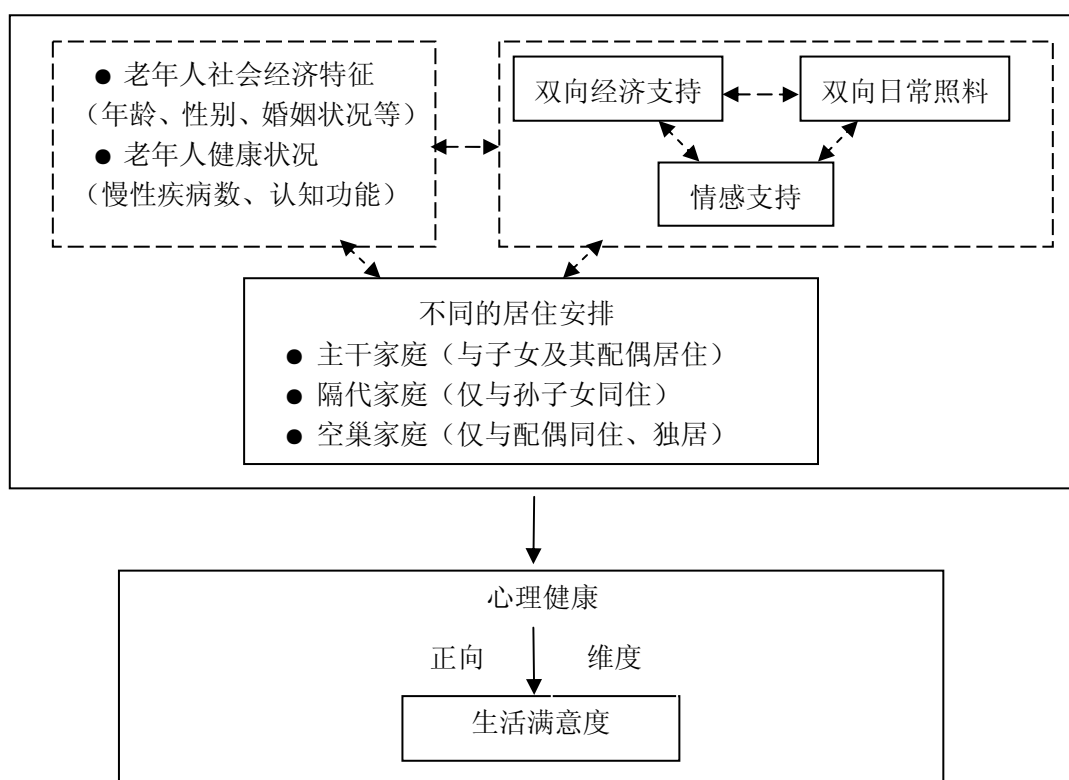 ● 老年人社会经济特征
（年龄、性别、婚姻状况等）
● 老年人健康状况
（慢性疾病数、认知功能）
双向经济支持
双向日常照料
情感支持
不同的居住安排
● 主干家庭（与子女及其配偶居住）
● 隔代家庭（仅与孙子女同住）
● 空巢家庭（仅与配偶同住、独居）
心理健康
正向 维度
生活满意度